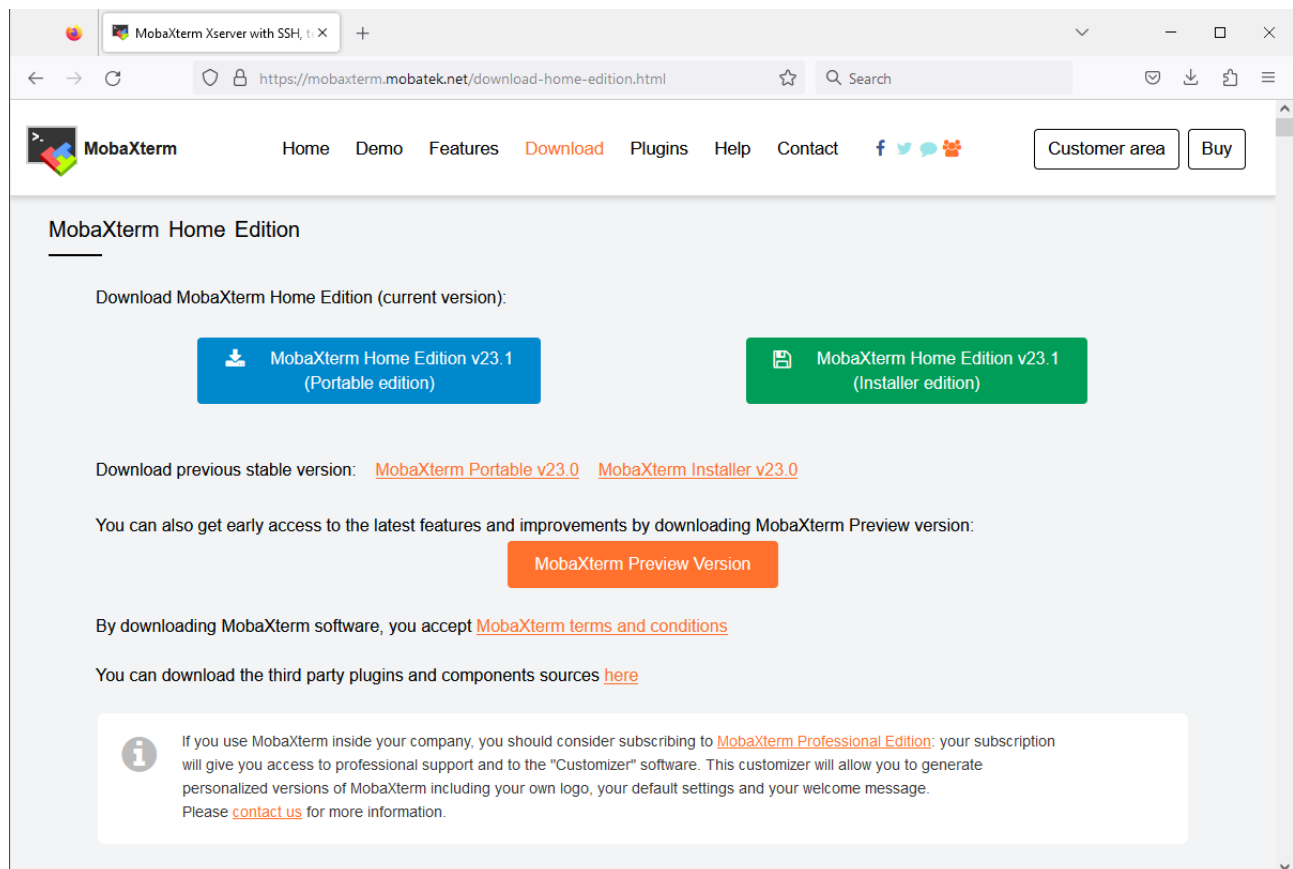 MobaXterm Xserver with SSH, t
https://mobaxterm.mobatek.net/download-home-edition.html
Search
>.
MobaXterm
Home Demo Features Download Plugins Help Contact
Customer area
Buy
MobaXterm Home Edition
Download MobaXterm Home Edition (current version):
MobaXterm Home Edition v23.1
(Portable edition)
MobaXterm Home Edition v23.1
(Installer edition)
Download previous stable version: MobaXterm Portable v23.0 MobaXterm Installer v23.0
You can also get early access to the latest features and improvements by downloading MobaXterm Preview version:
MobaXterm Preview Version
By downloading MobaXterm software, you accept MobaXterm terms and conditions
You can download the third party plugins and components sources here
If you use MobaXterm inside your company, you should consider subscribing to MobaXterm Professional Edition: your subscription
will give you access to professional support and to the "Customizer" software. This customizer will allow you to generate
personalized versions of MobaXterm including your own logo, your default settings and your welcome message.
Please contact us for more information.